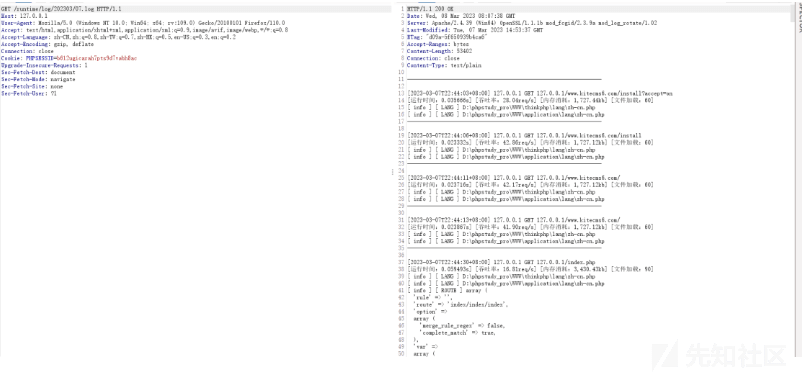 GET /runtime/log/202303/07.log HTTP/1.1
Host: 127.0.0.1
User-Agent: Mozilla/5.0 (Windows NT 10.0; Win64; x64; rv:109.0) Gecko/20100101 Firefox/110.0
Accept: text/html,application/xhtml+xml,application/xml;q=0.9,image/avif,image/webp,*/*;q=0.8
Accept-Language: zh-CN,zh;q=0.8,zh-TW;q=0.7,zh-HK;q=0.5,en-US;q=0.3,en;q=0.2
Accept-Encoding: gzip, deflate
Connection: close
Cookie: PHPSESSID=
Upgrade-Insecure-Requests: 1
Sec-Fetch-Dest: document
Sec-Fetch-Mode: navigate
Sec-Fetch-Site: none
Sec-Fetch-User: ?1
1 HTTP/1.1 200 OK
2 Date: Wed, 08 Mar 2023 06:07:38 GMT
3 Server: Apache/2.4.39 (Win64) OpenSSL/1.1.1b mod_fcgid/2.3.9a mod_log_rotate/1.02
4 Last-Modified: Tue, 07 Mar 2023 14:53:37 GMT
5 ETag:
6 Accept-Ranges: bytes
7 Content-Length: 53402
8 Connection: close
9 Content-Type: text/plain
10
11
12
13 [2023-03-07T22:44:03+08:00] 127.0.0.1 GET 127.0.0.1/www.kitecms6.com/install?accept=on
14 [运行时间：0.035666s] [吞吐率：28.04req/s] [内存消耗：1,727.44kb] [文件加载：60]
15 [ info ] [ LANG ] D:\phpstudy_pro\WWW\thinkphp\lang\zh-cn.php
16 [ info ] [ LANG ] D:\phpstudy_pro\WWW\application\lang\zh-cn.php
17
18
19 [2023-03-07T22:44:06+08:00] 127.0.0.1 GET 127.0.0.1/www.kitecms6.com/install
20 [运行时间：0.023332s] [吞吐率：42.86req/s] [内存消耗：1,727.12kb] [文件加载：60]
21 [ info ] [ LANG ] D:\phpstudy_pro\WWW\thinkphp\lang\zh-cn.php
22 [ info ] [ LANG ] D:\phpstudy_pro\WWW\application\lang\zh-cn.php
23
24
25 [2023-03-07T22:44:11+08:00] 127.0.0.1 GET 127.0.0.1/www.kitecms6.com/
26 [运行时间：0.023716s] [吞吐率：42.17req/s] [内存消耗：1,727.12kb] [文件加载：60]
27 [ info ] [ LANG ] D:\phpstudy_pro\WWW\thinkphp\lang\zh-cn.php
28 [ info ] [ LANG ] D:\phpstudy_pro\WWW\application\lang\zh-cn.php
29
30
31 [2023-03-07T22:44:13+08:00] 127.0.0.1 GET 127.0.0.1/www.kitecms6.com/
32 [运行时间：0.023867s] [吞吐率：41.90req/s] [内存消耗：1,727.12kb] [文件加载：60]
33 [ info ] [ LANG ] D:\phpstudy_pro\WWW\thinkphp\lang\zh-cn.php
34 [ info ] [ LANG ] D:\phpstudy_pro\WWW\application\lang\zh-cn.php
35
36
37 [2023-03-07T22:44:30+08:00] 127.0.0.1 GET 127.0.0.1/index.php
38 [吞吐率：16.81req/s] [内存消耗：3,430.43kb] [文件加载：90]
39 [ info ] [ LANG ] D:\phpstudy_pro\WWW\thinkphp\lang\zh-cn.php
40 [ info ] [ LANG ] D:\phpstudy_pro\WWW\application\lang\zh-cn.php
41 [ info ] [ ROUTE ] array (
42 'rule' => '',
43 'route' => 'index/index/index',
44 'option' =>
45 array (
46 'merge_rule_regex' => false,
47 'complete_match' => true,
48 ),
49 'var' =>
50 array (
先知社区